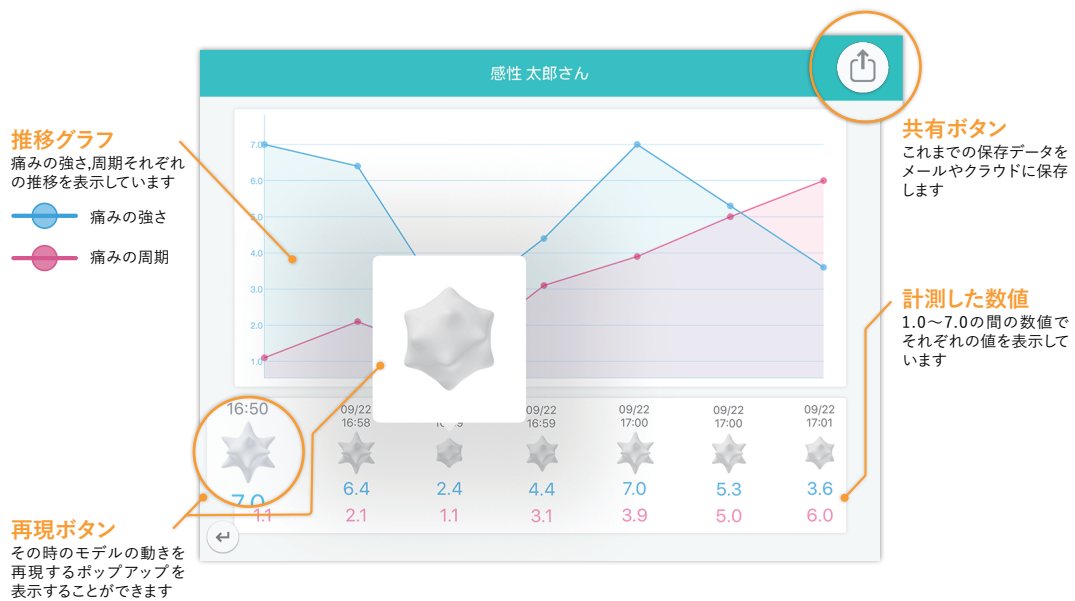 感性 太郎さん
推移グラフ
痛みの強さ,周期それぞれ
の推移を表示しています
痛みの強さ
痛みの周期
共有ボタン
これまでの保存データを
メールやクラウドに保存
します
計測した数値
1.0〜7.0の間の数値で
それぞれの値を表示して
います
7.0
6.0
5.0
4.0
3.0
2.0
1.0
16:50
7.0
1.1
09/22
16:58
6.4
2.1
2.4
1.1
09/22
16:59
4.4
3.1
09/22
17:00
7.0
3.9
09/22
17:00
5.3
5.0
09/22
17:01
3.6
6.0
再現ボタン
その時のモデルの動きを
再現するポップアップを
表示することができます